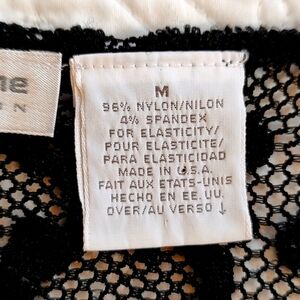 M
96% NYLON/NILON
4% SPANDEX
FOR ELASTICITY/
POUR ELASTICITE/
PARA ELASTICIDAD
MADE IN U.S.A.
FAIT AUX ETATS-UNIS
HECHO EN EE. UU.
OVER/AU VERSO ↓